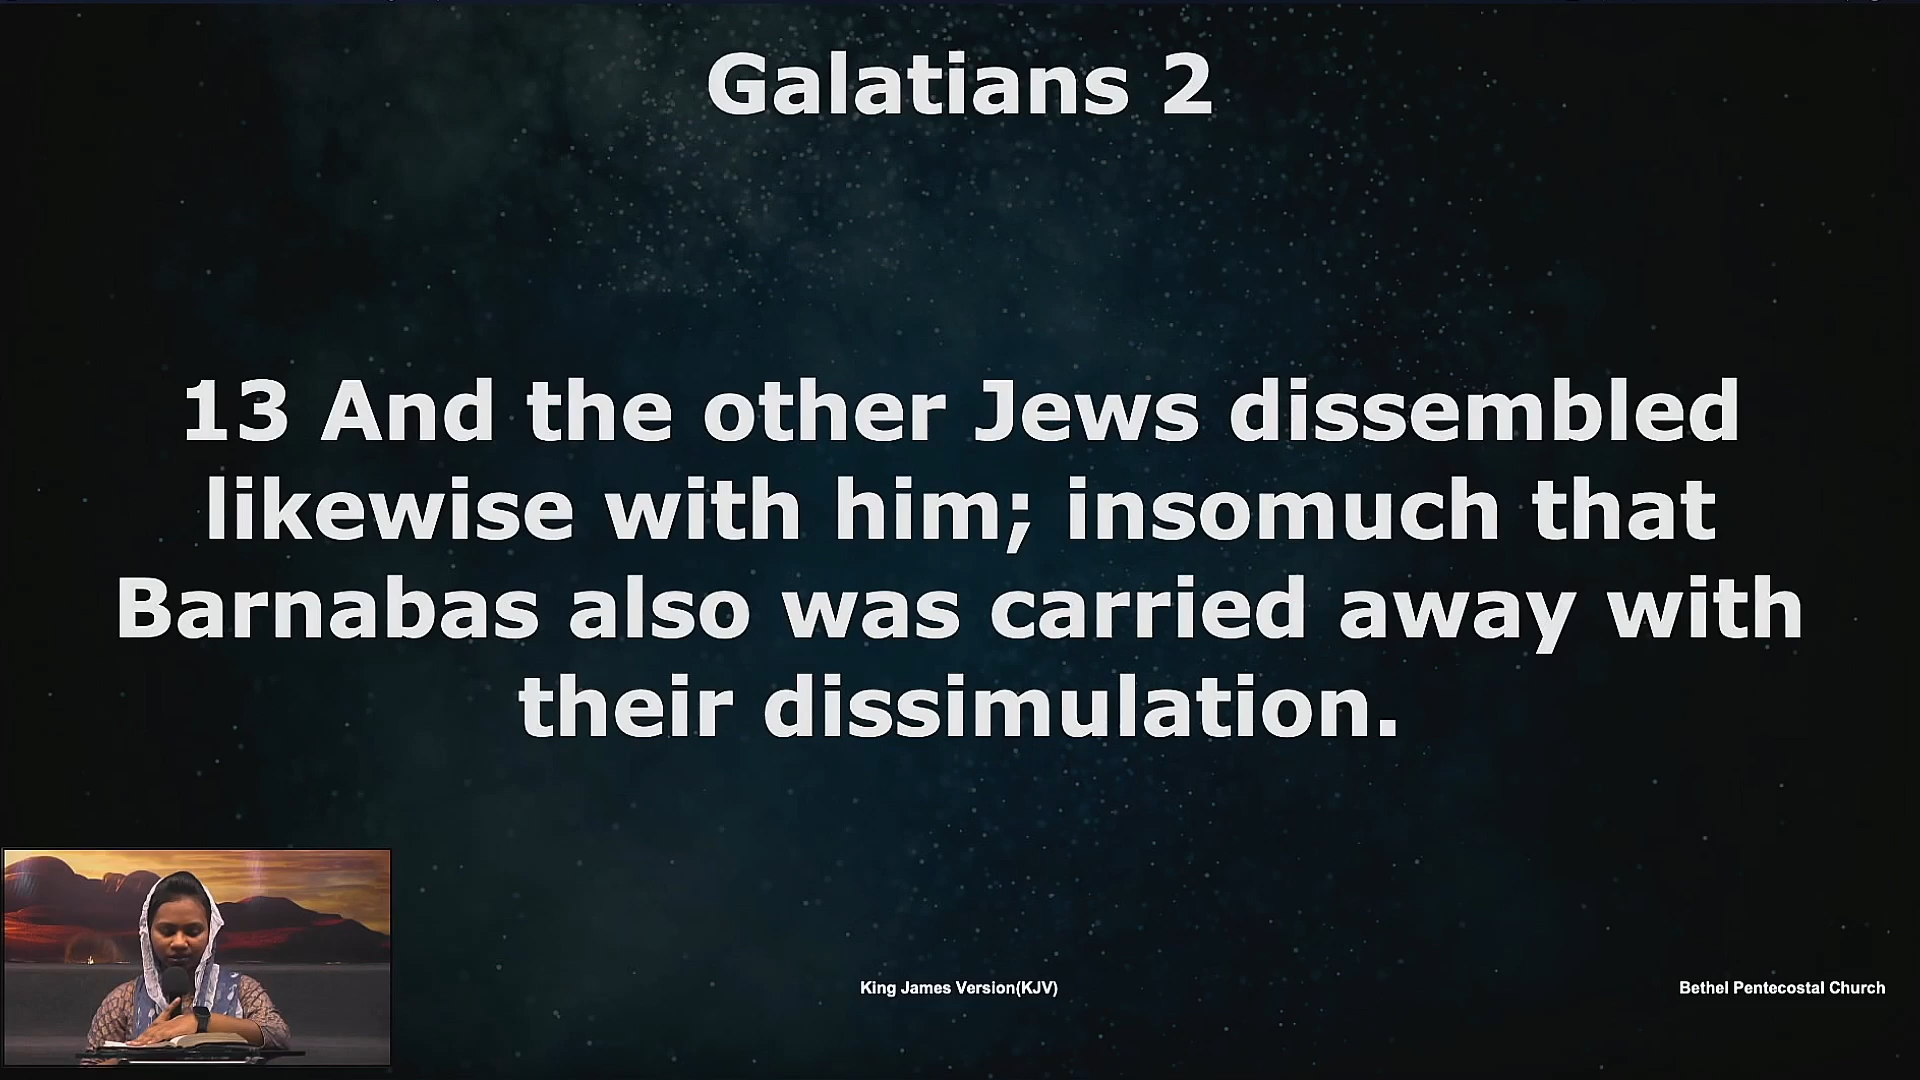 Galatians 2
13 And the other Jews dissembled
likewise with him; insomuch that
Barnabas also was carried away with
their dissimulation.
King James Version(KJV)
Bethel Pentecostal Church